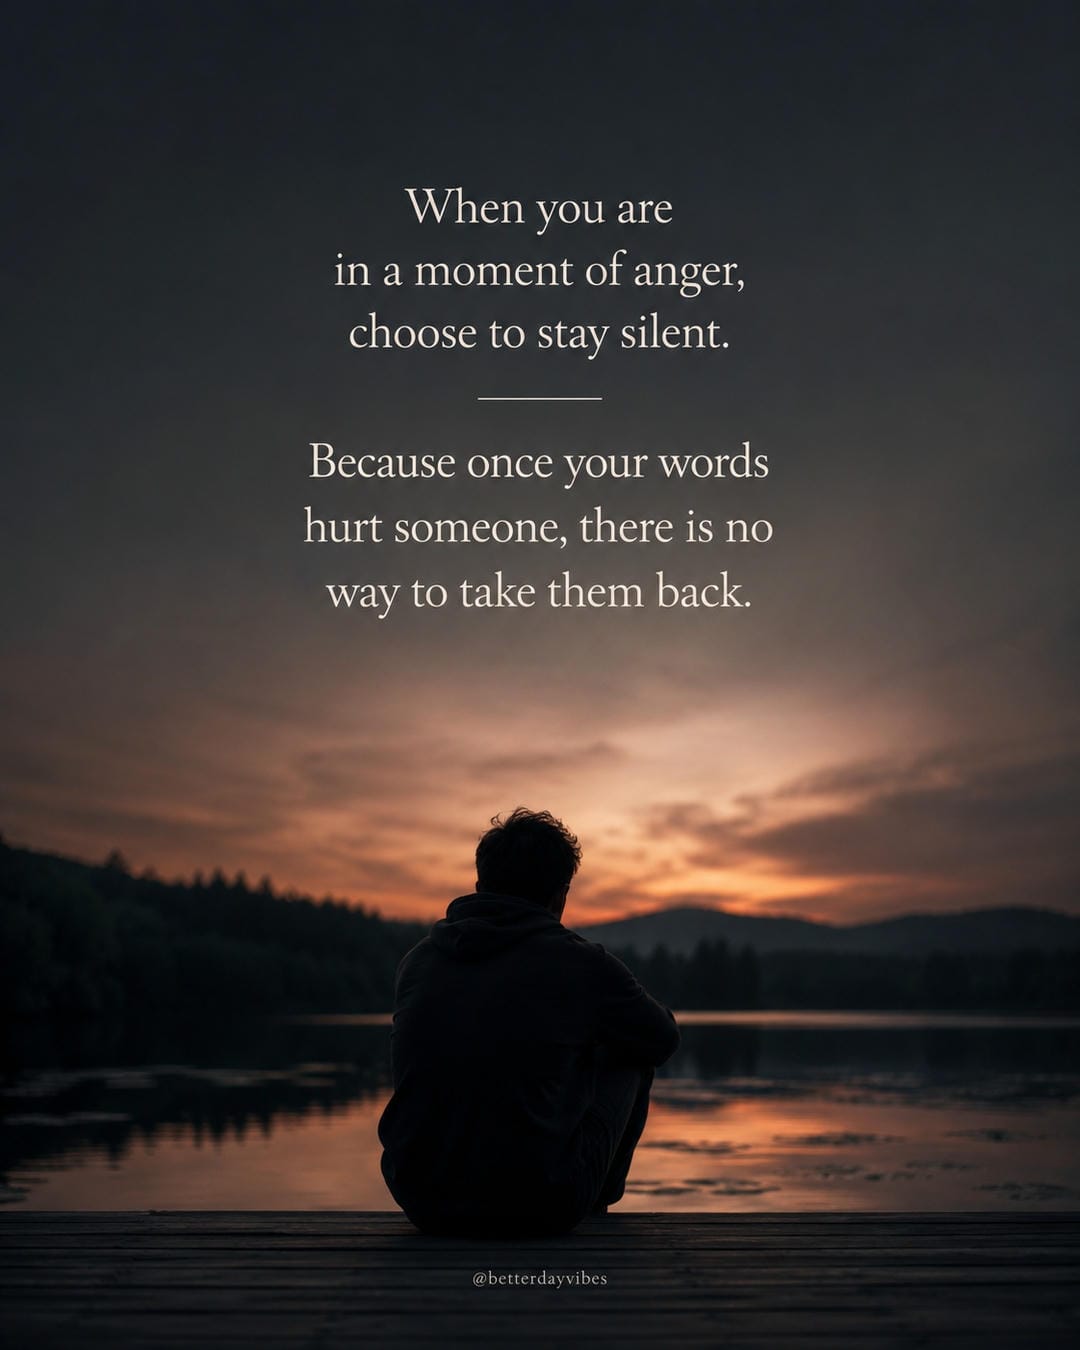 When you are
in a moment of anger,
choose to stay silent.
Because once your words
hurt someone, there is no
way to take them back.
@betterdayvibes